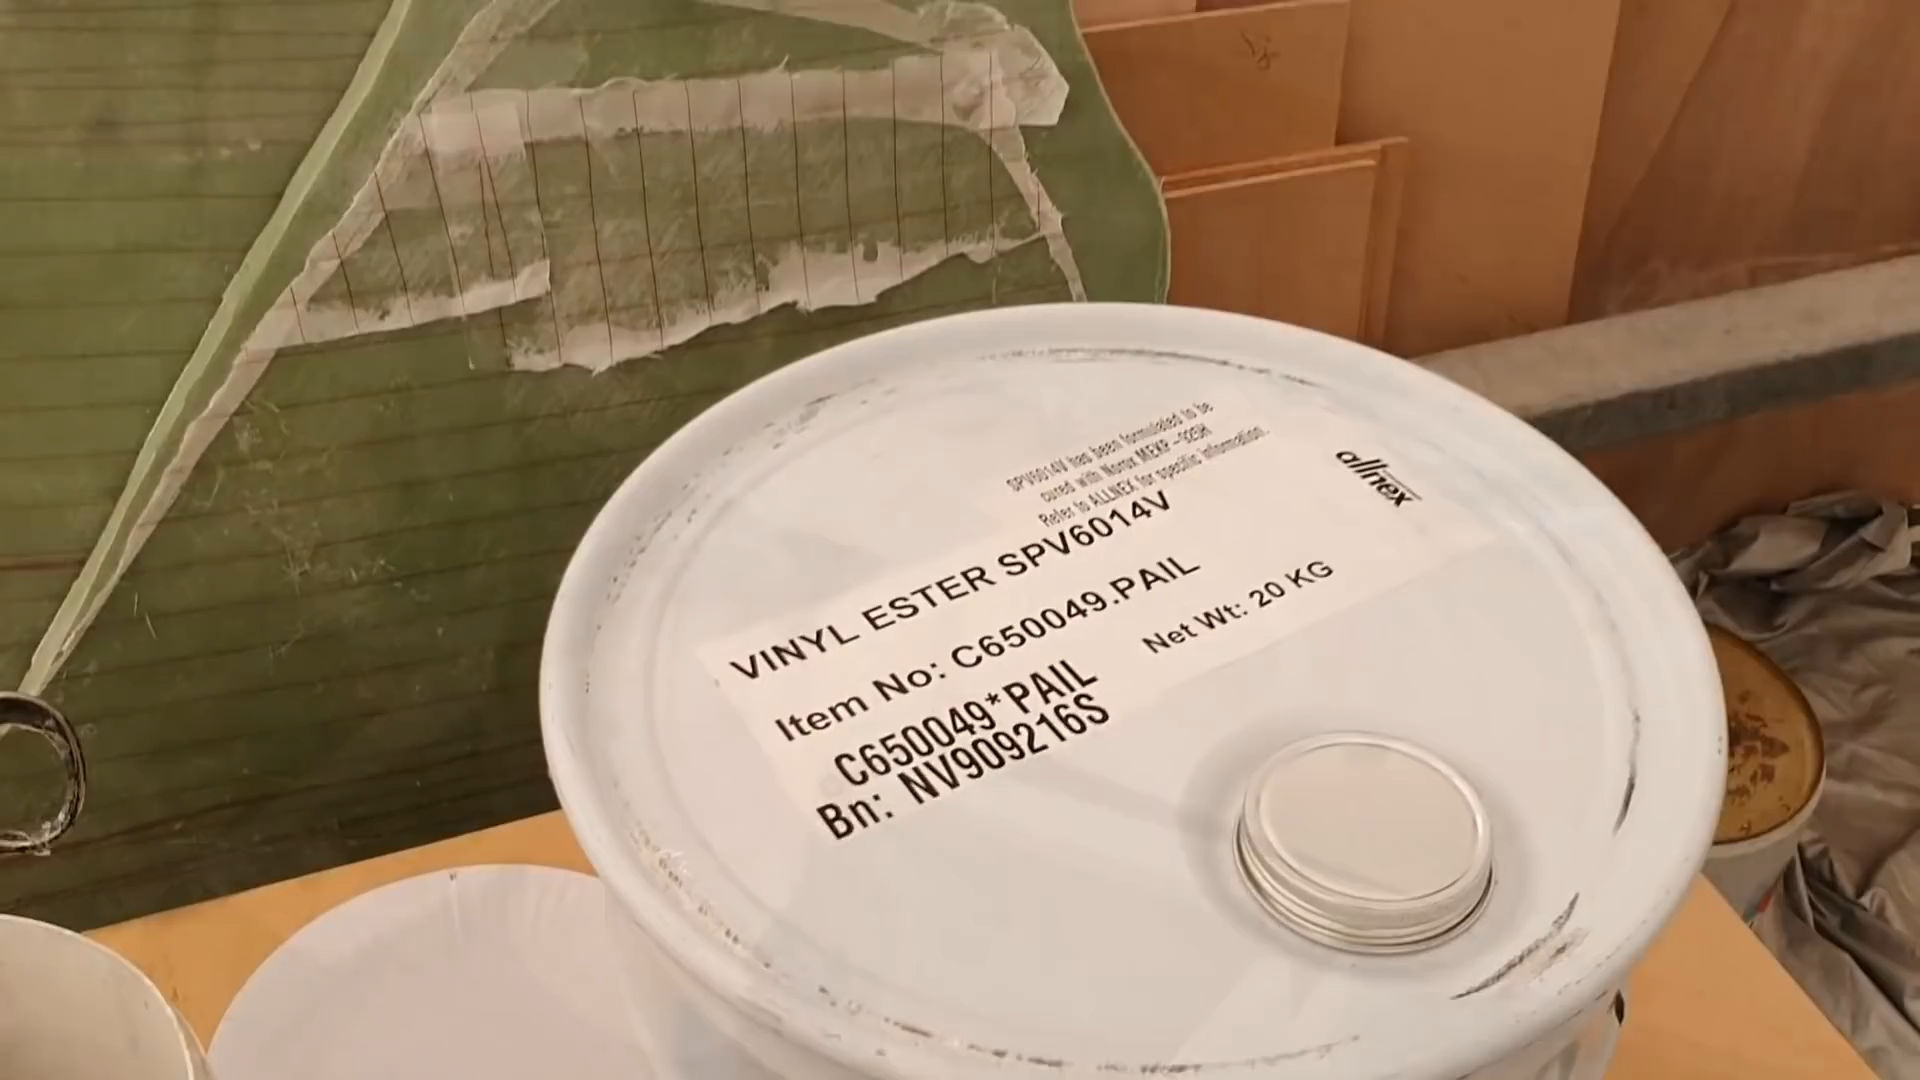 SPV6014V has been formulated to be
cured with Norox MEKP - 925H
Refer to ALLNEX for specific information.
allnex
VINYL ESTER SPV6014V
Item No: C650049.PAIL
Net Wt: 20 KG
C650049*PAIL
Bn: NV909216S